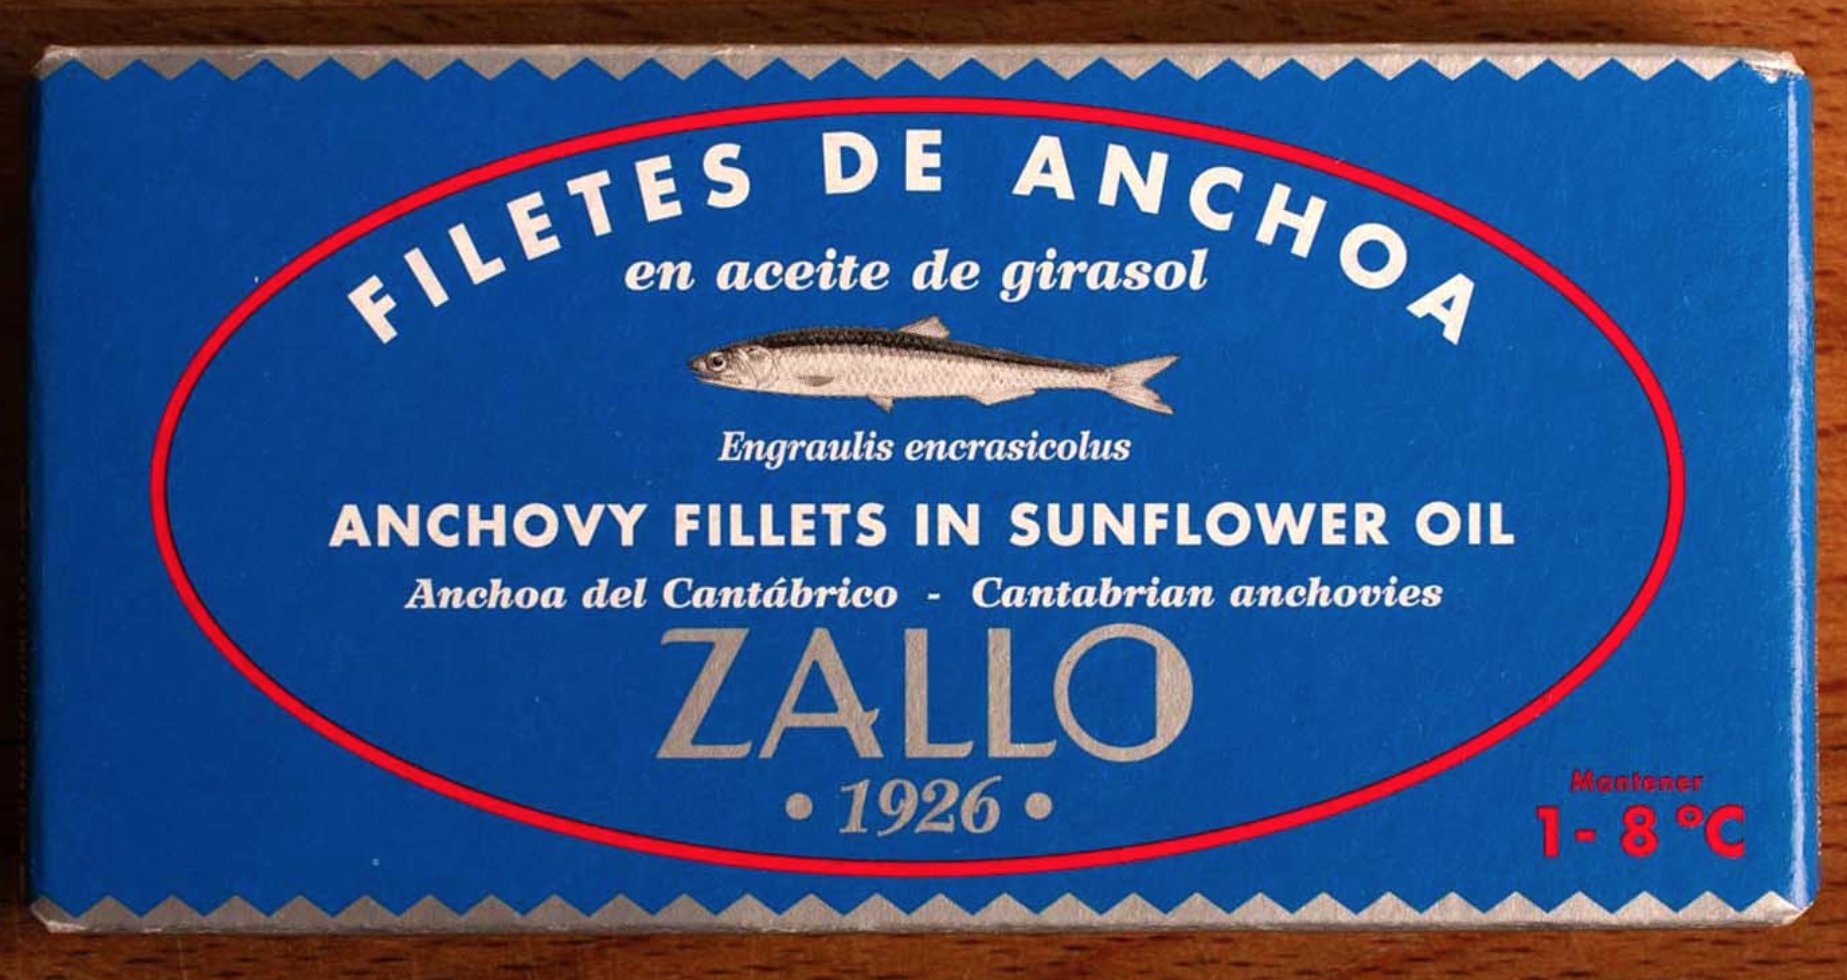 FILETES DE ANCHOA
en aceite de girasol
Engraulis encrasicolus
ANCHOVY FILLETS IN SUNFLOWER OIL
Anchoa del Cantábrico - Cantabrian anchovies
ZALLO
• 1926 •
Mantener
1- 8 °C